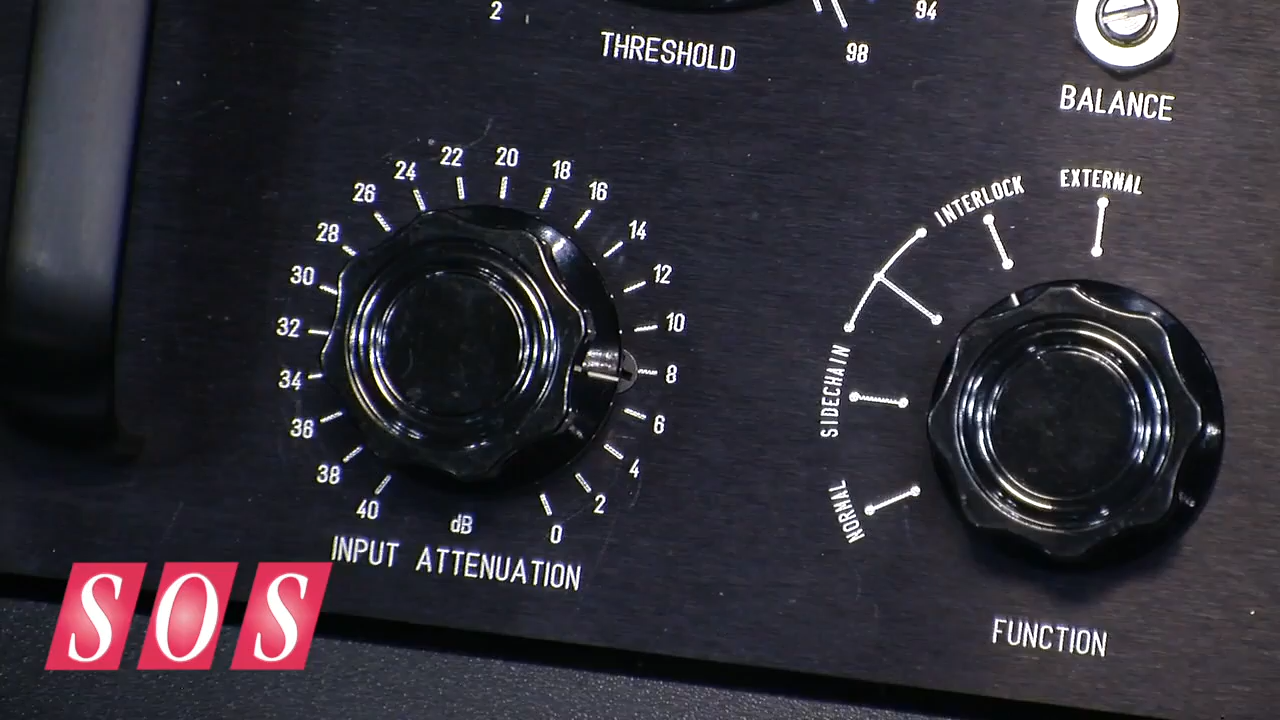 2
94
THRESHOLD
98
BALANCE
24
22
20
18
26
16
28
14
30
12
32
10
34
8
36
6
38
4
40
2
dB
0
INPUT ATTENUATION
INTERLOCK
EXTERNAL
SIDECHAIN
NORMAL
FUNCTION
SOS